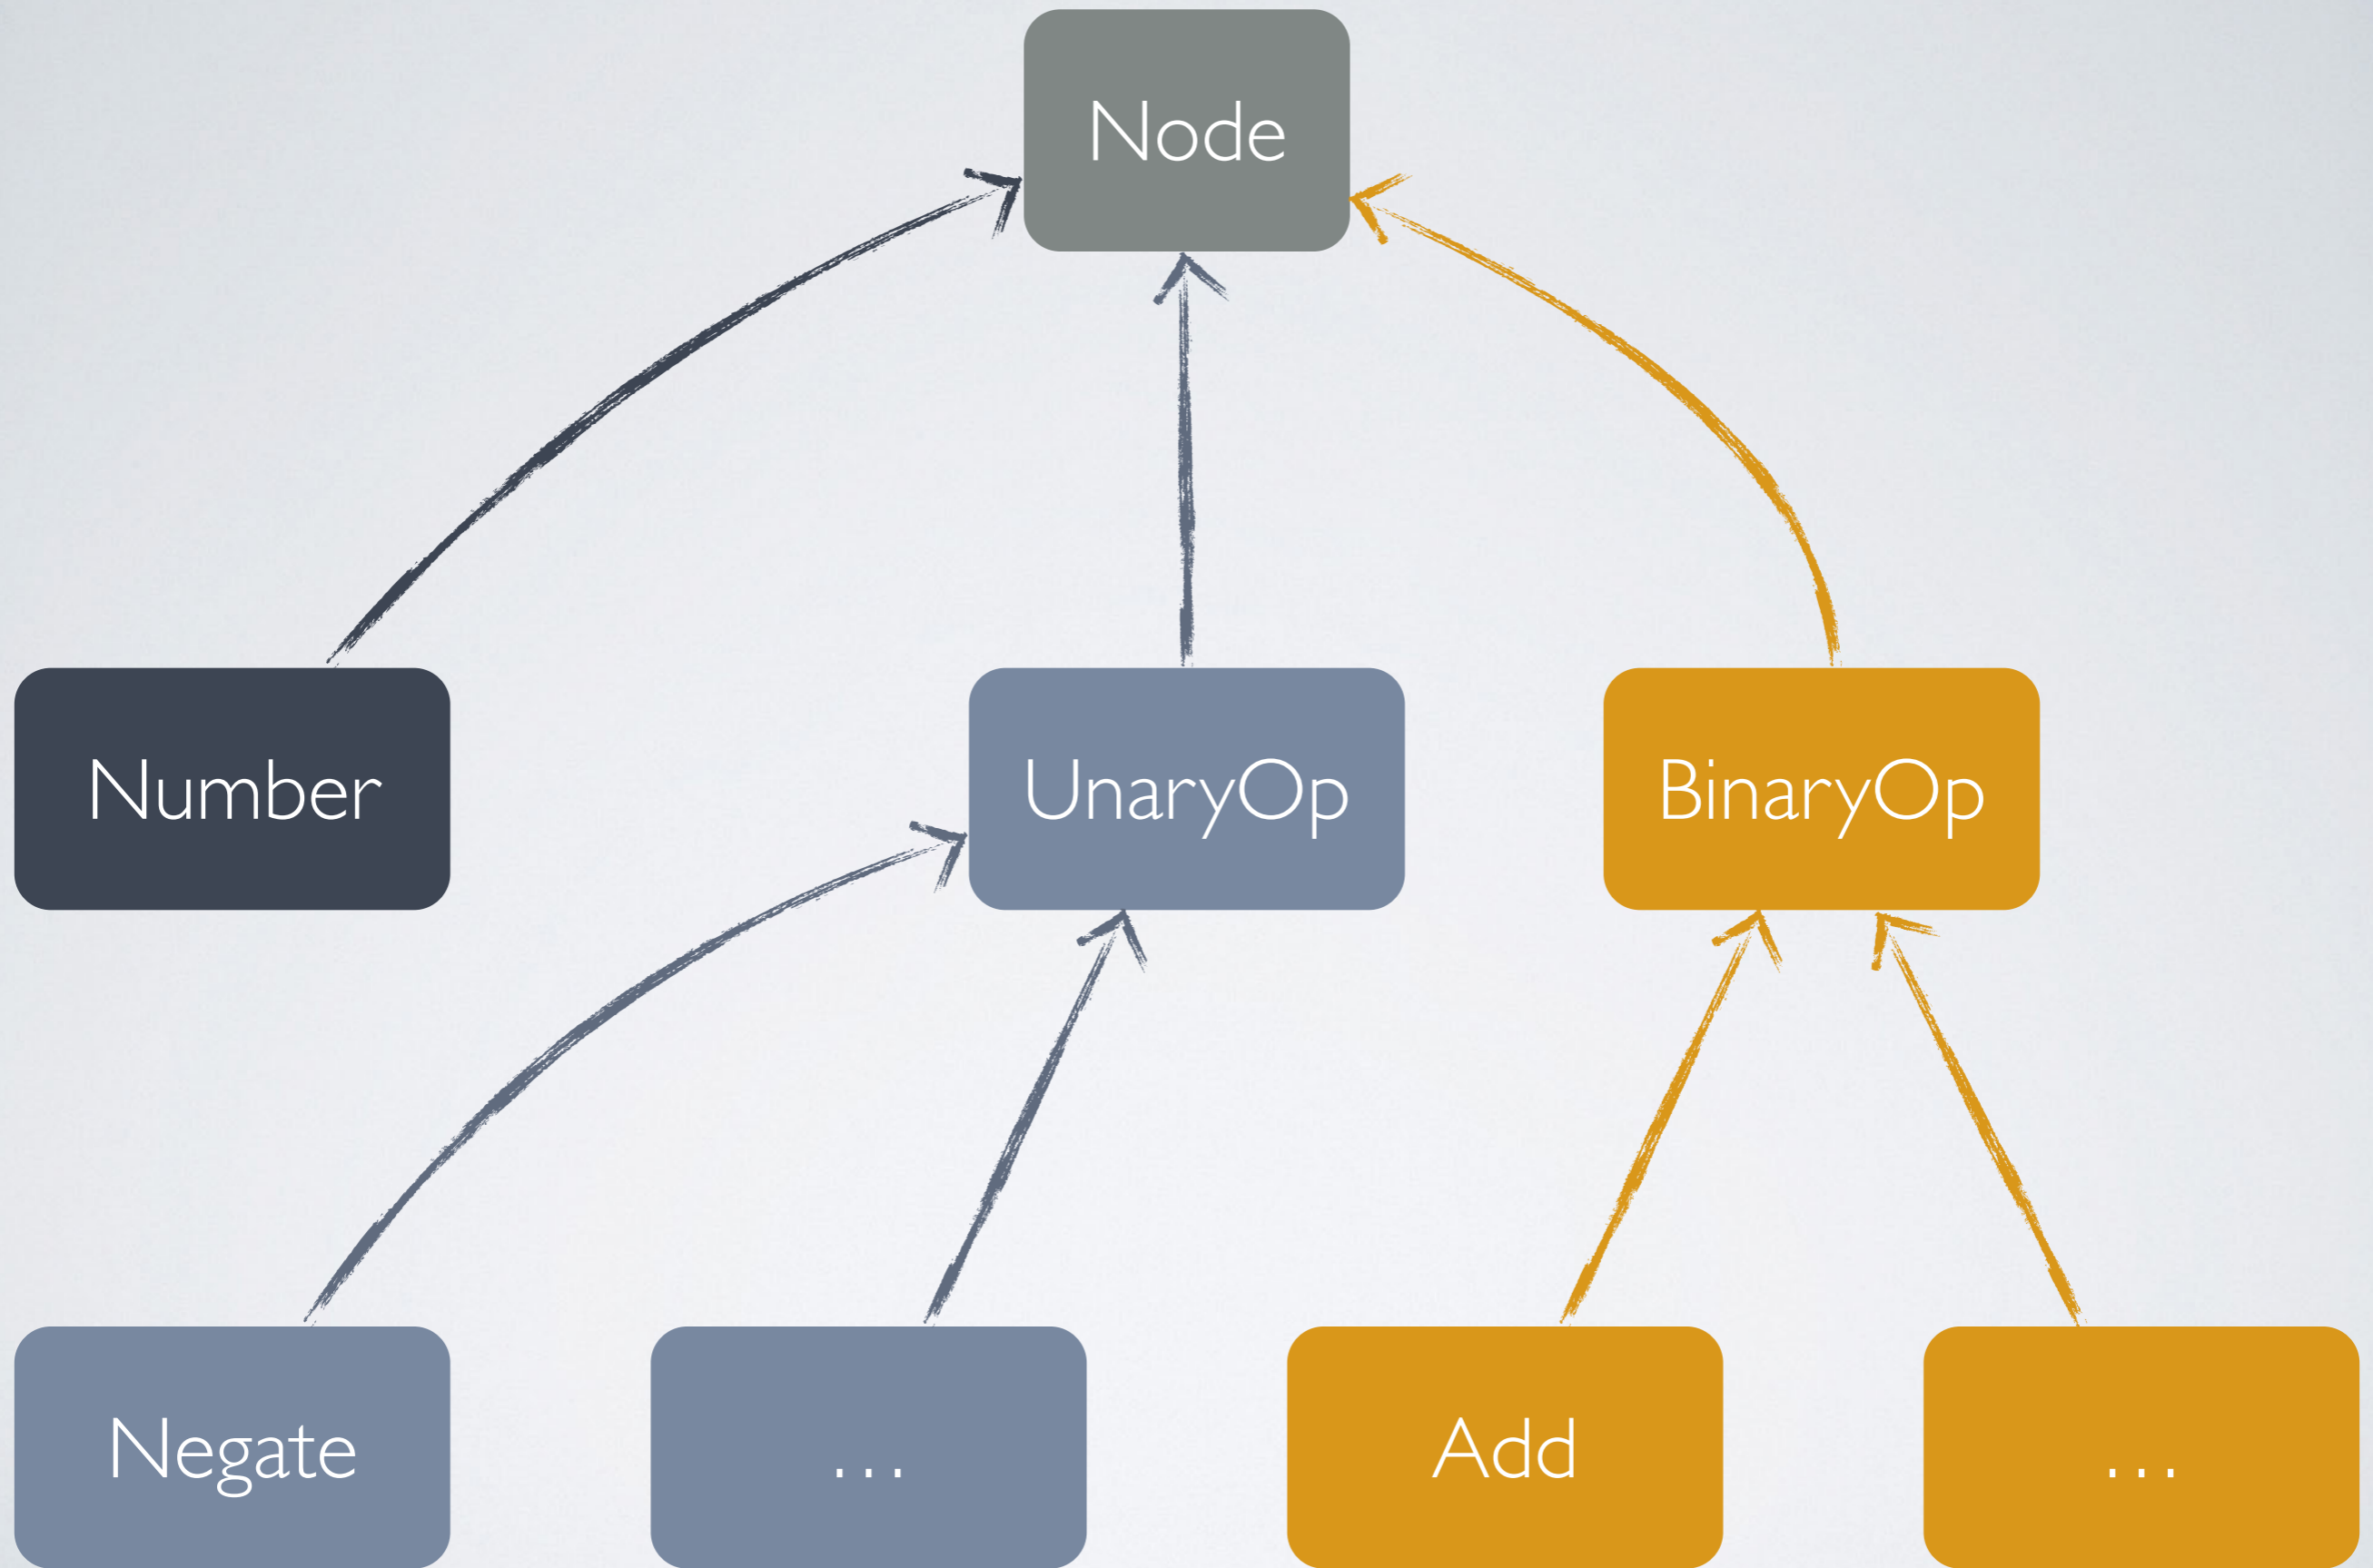 Node
Number
UnaryOp
BinaryOp
Negate
...
Add
...